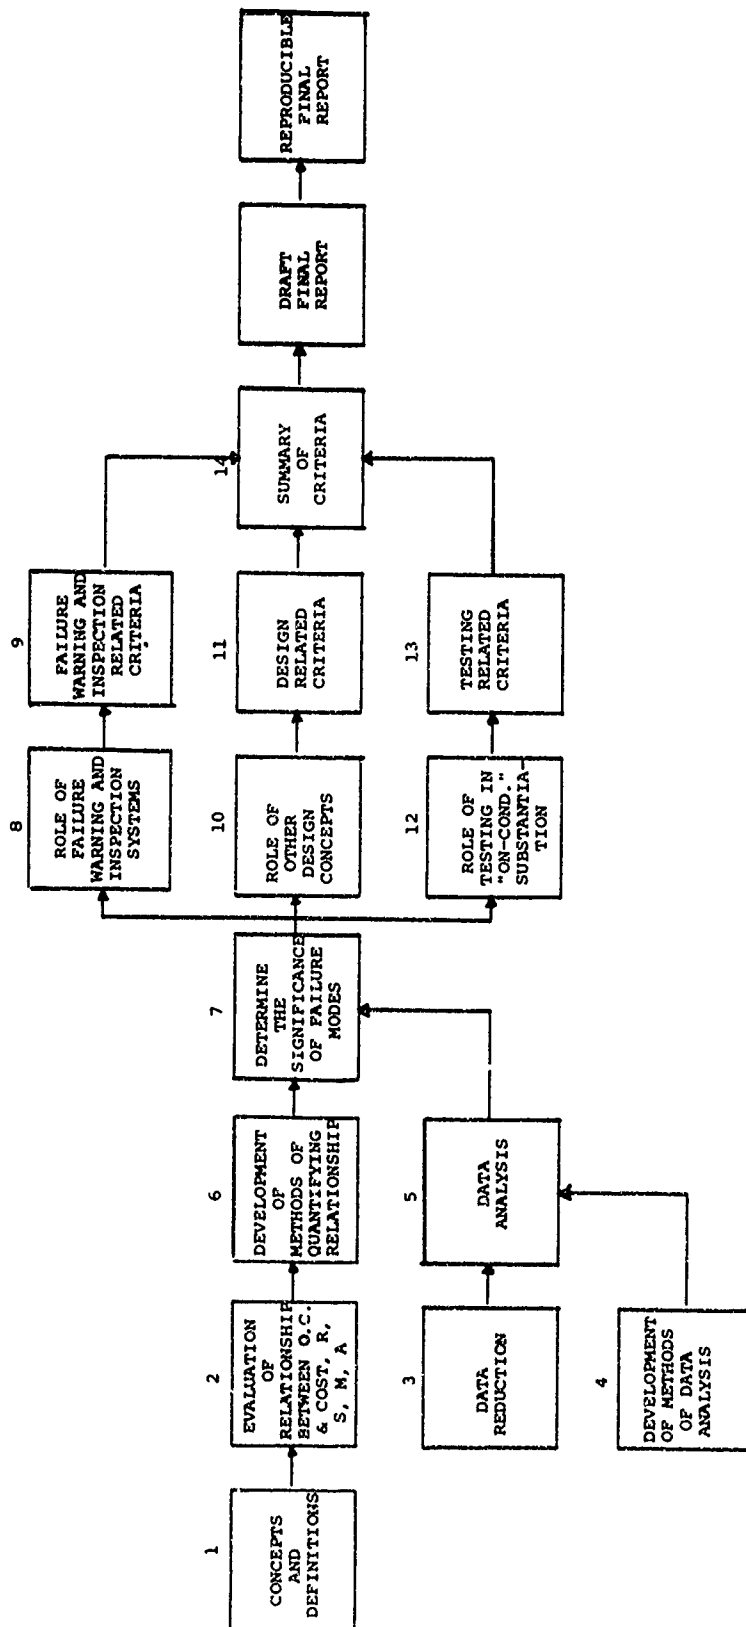 1
CONCEPTS
AND
DEFINITIONS
2
EVALUATION
OF
RELATIONSHIP
BETWEEN O.C.
& COST, R,
S, M, A
3
DATA
REDUCTION
4
DEVELOPMENT
OF METHODS
OF DATA
ANALYSIS
5
DATA
ANALYSIS
6
DEVELOPMENT
OF
METHODS OF
QUANTIFYING
RELATIONSHIP
7
DETERMINE
THE
SIGNIFICANCE
OF FAILURE
MODES
8
ROLE OF
FAILURE
WARNING AND
INSPECTION
SYSTEMS
9
FAILURE
WARNING AND
INSPECTION
RELATED
CRITERIA
10
ROLE OF
OTHER
DESIGN
CONCEPTS
11
DESIGN
RELATED
CRITERIA
12
ROLE OF
TESTING IN
"ON-COND."
SUBSTANTIA-
TION
13
TESTING
RELATED
CRITERIA
14
SUMMARY
OF
CRITERIA
DRAFT
FINAL
REPORT
REPRODUCIBLE
FINAL
REPORT